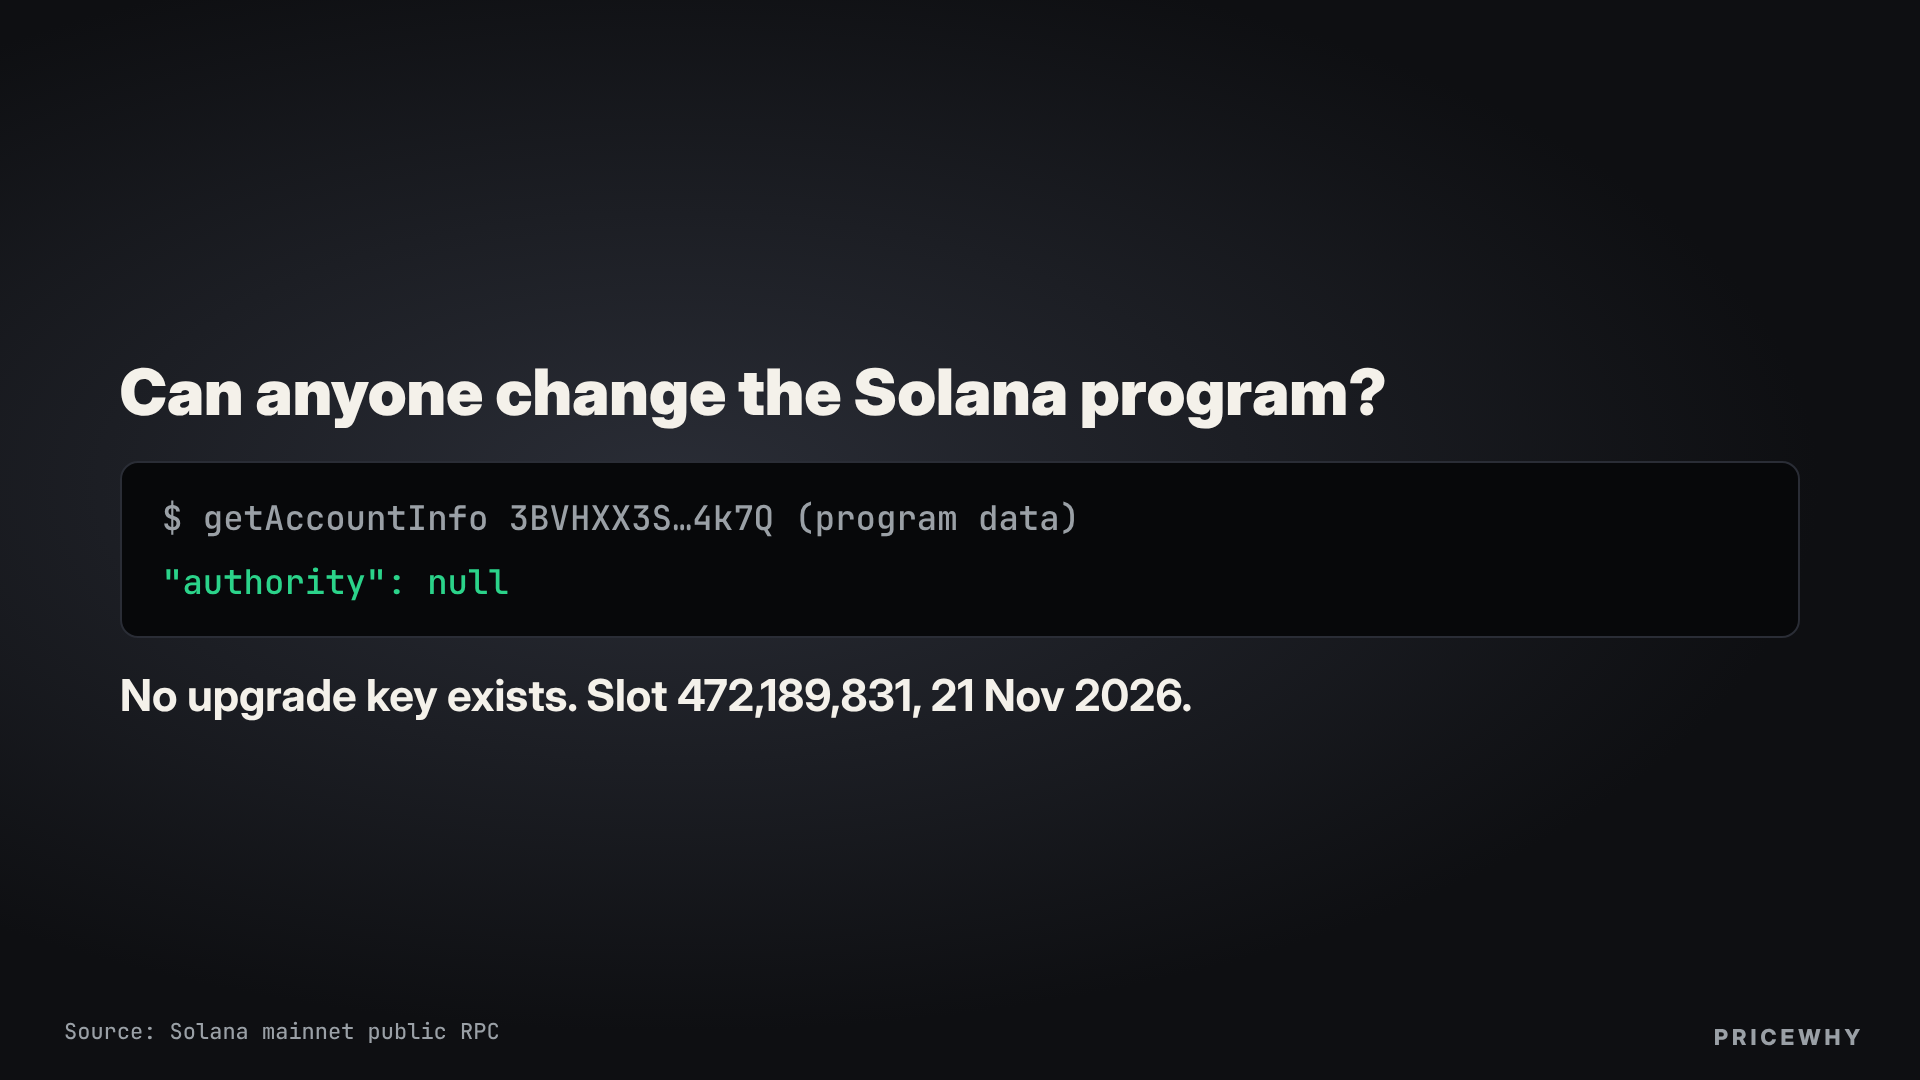 Can anyone change the Solana program?
$ getAccountInfo 3BVHXX3S…4k7Q (program data)
"authority": null
No upgrade key exists. Slot 472,189,831, 21 Nov 2026.
Source: Solana mainnet public RPC
PRICEWHY